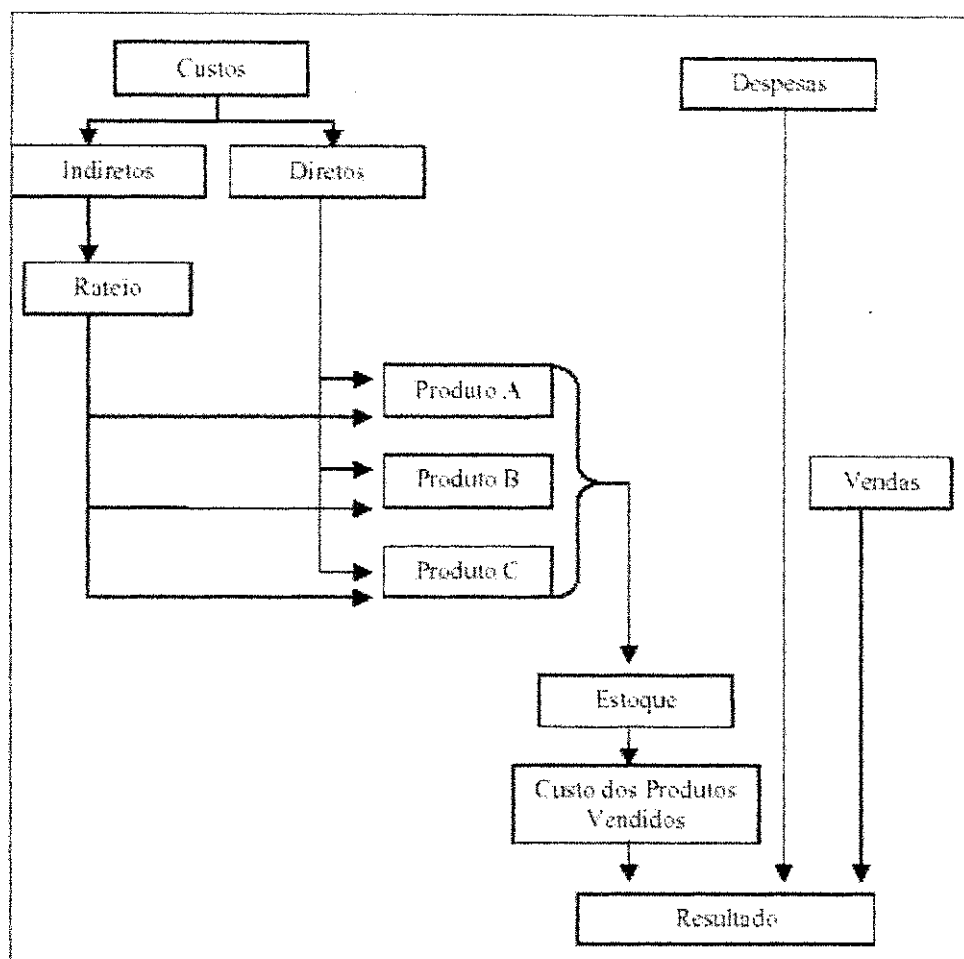 Custos
Despesas
Indiretos
Diretos
Rateio
Produto A
Produto B
Vendas
Produto C
Estoque
Custo dos Produtos
Vendidos
Resultado